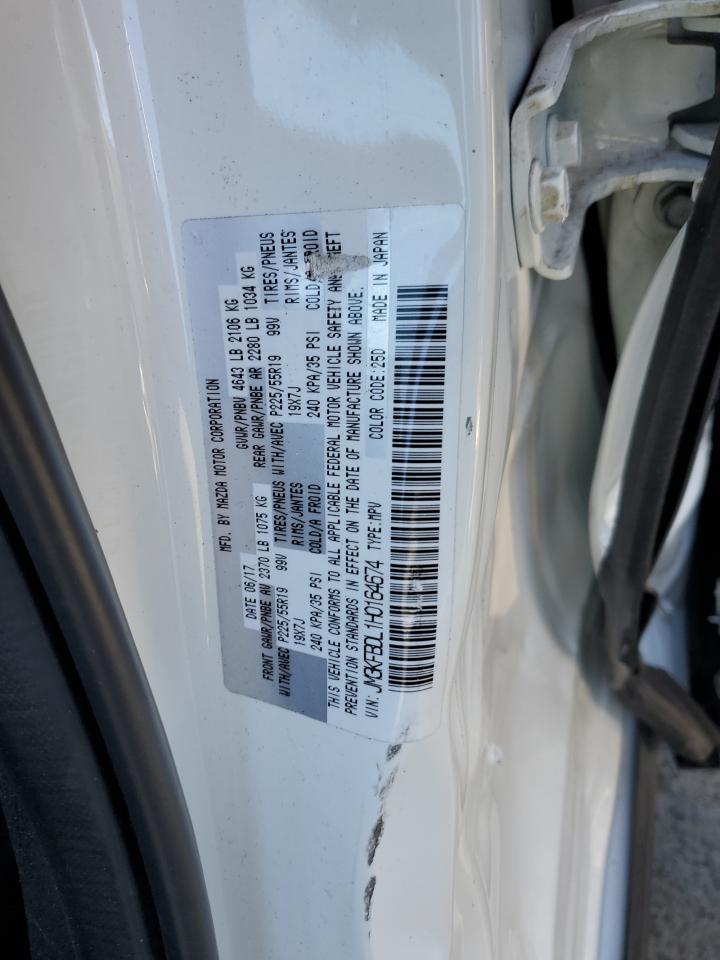 MFD. BY MAZDA MOTOR CORPORATION
DATE 06/17 GVWR/PNBV 4643 LB 2106 KG
FRONT GAWR/PNBE AV 2370 LB 1075 KG REAR GAWR/PNBE AR 2280 LB 1034 KG
WITH/AVEC P225/55R19 99V TIRES/PNEUS WITH/AVEC P225/55R19 99V TIRES/PNEUS
19X7J RIMS/JANTES 19X7J RIMS/JANTES
240 KPA/35 PSI COLD/A FROID 240 KPA/35 PSI COLD/ FROID
THIS VEHICLE CONFORMS TO ALL APPLICABLE FEDERAL MOTOR VEHICLE SAFETY AND THEFT
PREVENTION STANDARDS IN EFFECT ON THE DATE OF MANUFACTURE SHOWN ABOVE.
VIN: JM3KFBDL1H0164674 TYPE:MPV COLOR CODE:25D MADE IN JAPAN